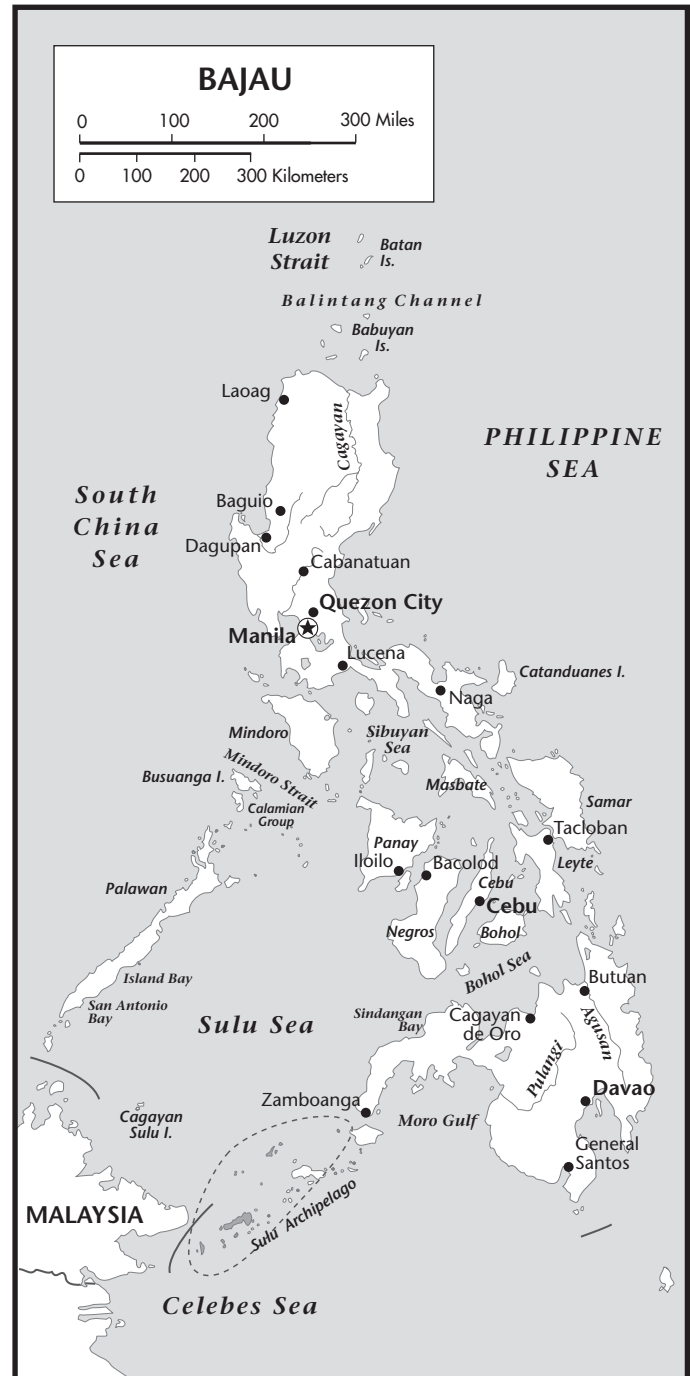 BAJAU
0 100 200 300 Miles
0 100 200 300 Kilometers
Luzon
Strait
Batan
Is.
Balintang Channel
Babuyan
Is.
Laoag
Cagayan
PHILIPPINE
SEA
South
China
Sea
Baguio
Dagupan
Cabanatuan
Quezon City
Manila
Lucena
Catanduanes I.
Naga
Mindoro
Sibuyan
Sea
Mindoro Strait
Busuanga I.
Calamian
Group
Masbate
Samar
Tacloban
Panay
Iloilo
Bacolod
Leyte
Cebu
Cebu
Palawan
Negros
Bohol
Bohol Sea
Island Bay
San Antonio
Bay
Butuan
Sulu Sea
Sindangan
Bay
Cagayan
de Oro
Agusan
Pulangi
Zamboanga
Davao
Cagayan
Sulu I.
Moro Gulf
General
Santos
MALAYSIA
Sulu Archipelago
Celebes Sea